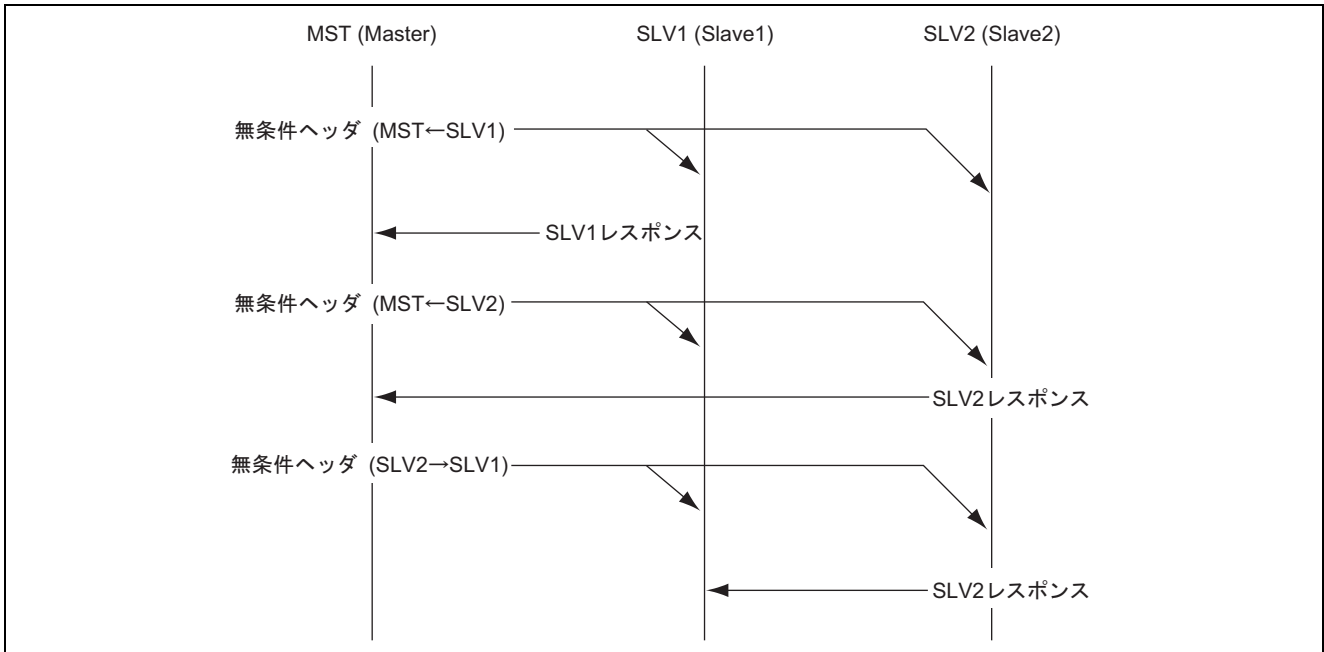 MST (Master) SLV1 (Slave1) SLV2 (Slave2)
無条件ヘッダ (MST←SLV1)
SLV1レスポンス
無条件ヘッダ (MST←SLV2)
SLV2レスポンス
無条件ヘッダ (SLV2→SLV1)
SLV2レスポンス